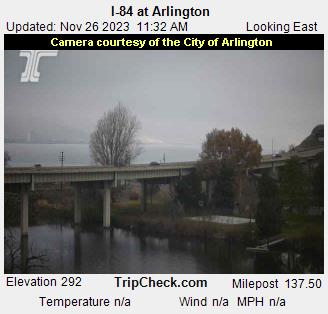 I-84 at Arlington
Updated: Nov 26 2023 11:32 AM Looking East
Camera courtesy of the City of Arlington
Elevation 292 TripCheck.com Milepost 137.50
Temperature n/a Wind n/a MPH n/a